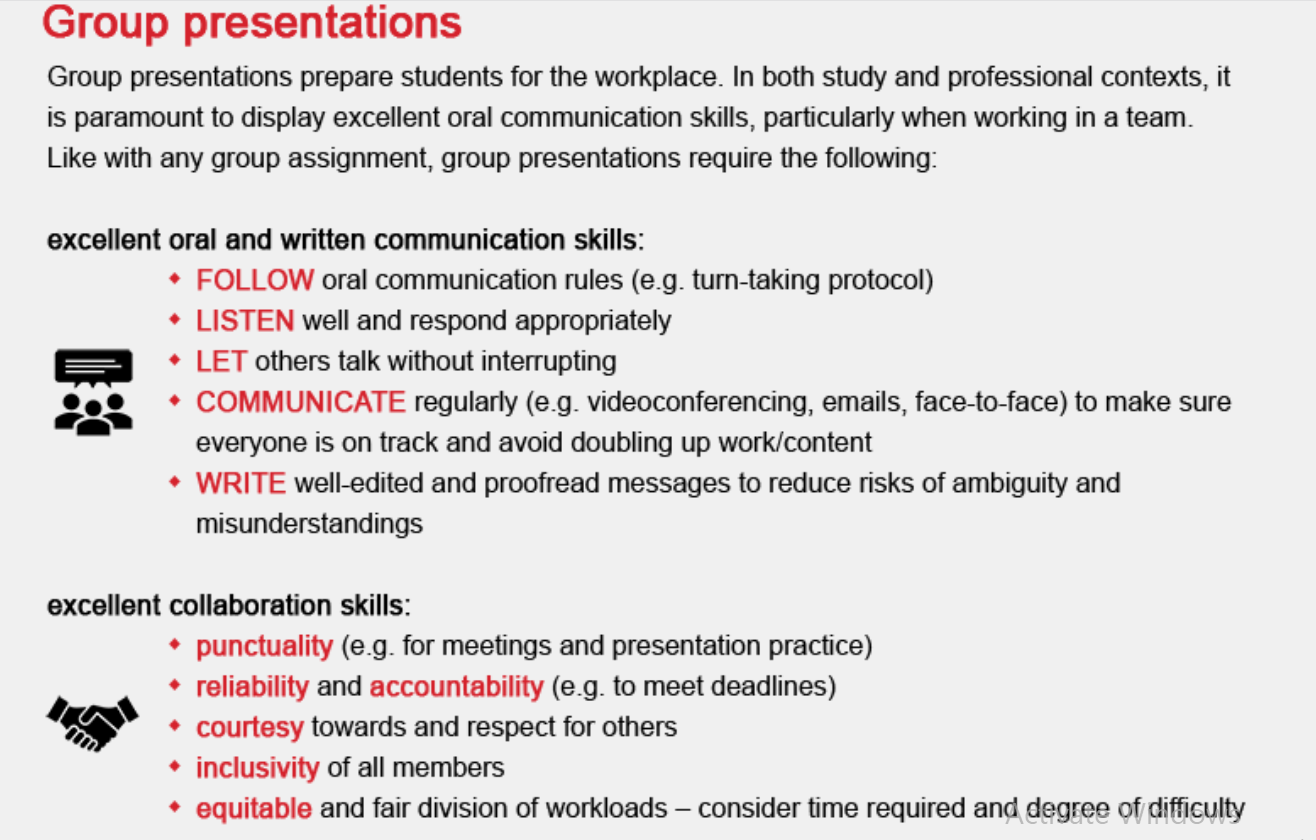 Group presentations
Group presentations prepare students for the workplace. In both study and professional contexts, it
is paramount to display excellent oral communication skills, particularly when working in a team.
Like with any group assignment, group presentations require the following:
excellent oral and written communication skills:
FOLLOW oral communication rules (e.g. turn-taking protocol)
LISTEN well and respond appropriately
LET others talk without interrupting
COMMUNICATE regularly (e.g. videoconferencing, emails, face-to-face) to make sure
everyone is on track and avoid doubling up work/content
WRITE well-edited and proofread messages to reduce risks of ambiguity and
misunderstandings
excellent collaboration skills:
punctuality (e.g. for meetings and presentation practice)
reliability and accountability (e.g. to meet deadlines)
courtesy towards and respect for others
inclusivity of all members
equitable and fair division of workloads – consider time required and degree of difficulty
Activate Windows